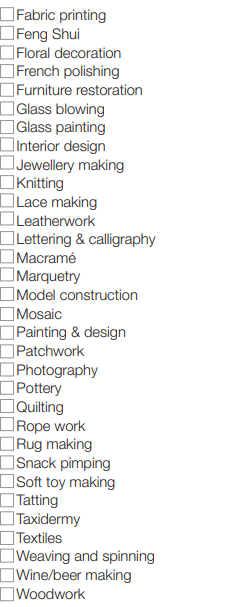 Fabric printing
Feng Shui
Floral decoration
French polishing
Furniture restoration
Glass blowing
Glass painting
Interior design
Jewellery making
Knitting
Lace making
Leatherwork
Lettering & calligraphy
Macramé
Marquetry
Model construction
Mosaic
Painting & design
Patchwork
Photography
Pottery
Quilting
Rope work
Rug making
Snack pimping
Soft toy making
Tatting
Taxidermy
Textiles
Weaving and spinning
Wine/beer making
Woodwork